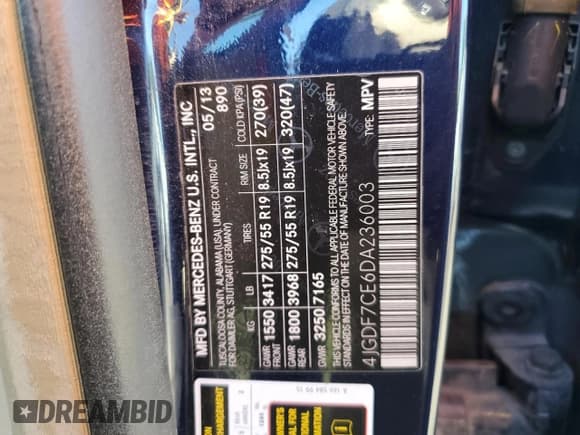 MFD BY MERCEDES-BENZ U.S. INTL., INC
TUSCALOOSA COUNTY, ALABAMA (USA), UNDER CONTRACT
FOR DAIMLER AG, STUTTGART (GERMANY)
05/13
890
KG LB TIRES RIM SIZE COLD KPA (PSI)
GAWR FRONT 1550 3417 275/55 R19 8.5Jx19 270(39)
GAWR REAR 1800 3968 275/55 R19 8.5Jx19 320(47)
GVWR 3250 7165
THIS VEHICLE CONFORMS TO ALL APPLICABLE FEDERAL MOTOR VEHICLE SAFETY
STANDARDS IN EFFECT ON THE DATE OF MANUFACTURE SHOWN ABOVE.
4JGDF7CE6DA236003 TYPE: MPV
DREAMBID